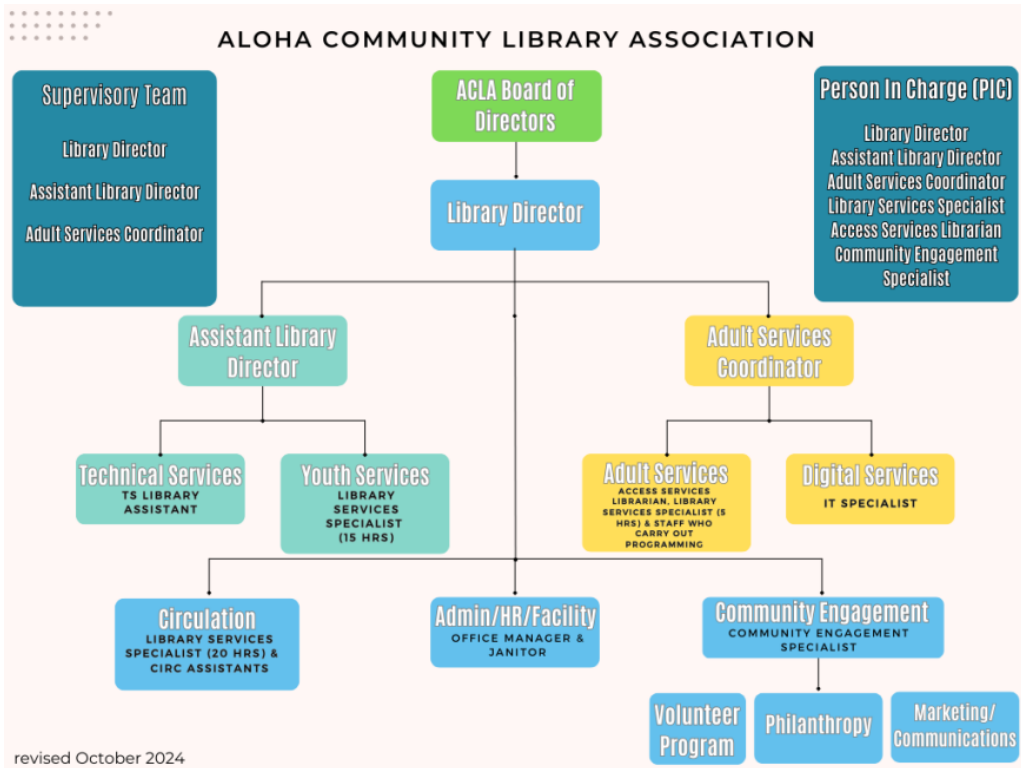 ALOHA COMMUNITY LIBRARY ASSOCIATION
Supervisory Team
Library Director
Assistant Library Director
Adult Services Coordinator
ACLA Board of
Directors
Person In Charge (PIC)
Library Director
Assistant Library Director
Adult Services Coordinator
Library Services Specialist
Access Services Librarian
Community Engagement
Specialist
Library Director
Assistant Library
Director
Adult Services
Coordinator
Technical Services
TS LIBRARY
ASSISTANT
Youth Services
LIBRARY
SERVICES
SPECIALIST
(15 HRS)
Adult Services
ACCESS SERVICES
LIBRARIAN, LIBRARY
SERVICES SPECIALIST (5
HRS) & STAFF WHO
CARRY OUT
PROGRAMMING
Digital Services
IT SPECIALIST
Circulation
LIBRARY SERVICES
SPECIALIST (20 HRS) &
CIRC ASSISTANTS
Admin/HR/Facility
OFFICE MANAGER &
JANITOR
Community Engagement
COMMUNITY ENGAGEMENT
SPECIALIST
Volunteer
Program
Philanthropy
Marketing/
Communications
revised October 2024